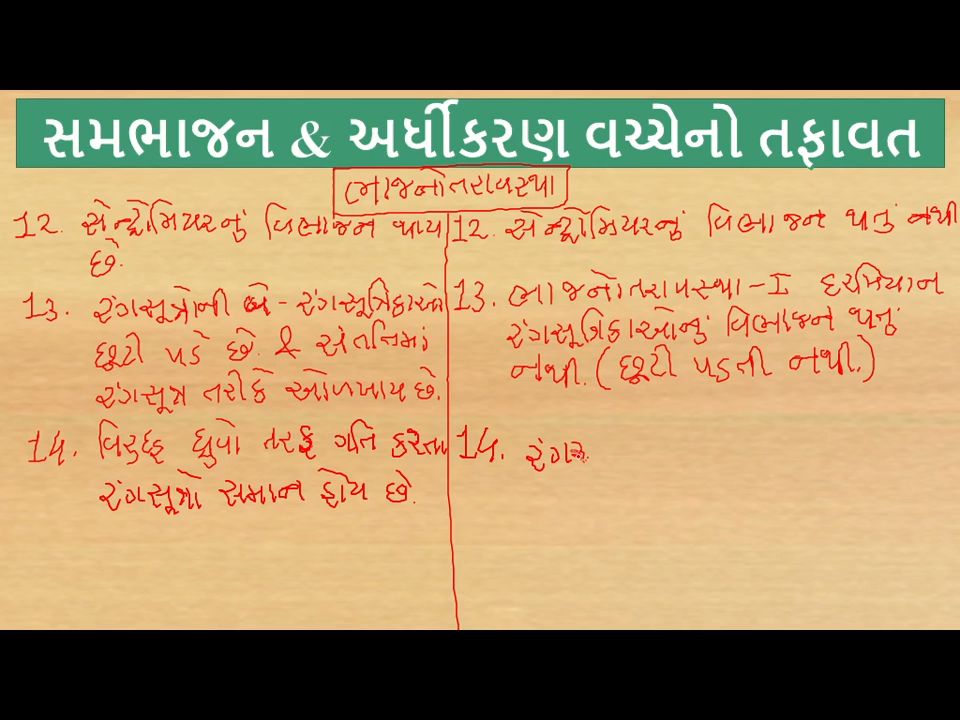 સમભાજન & અર્ધીકરણ વચ્ચેનો તફાવત
ભાજનોતરાવસ્થા
12. સેન્ટ્રોમિયરનું વિભાજન થાય
છે.
13. રંગસૂત્રોની બે - રંગસૂત્રિકાઓ
છૂટી પડે છે. & સંતતિમાં
રંગસૂત્ર તરીકે ઓળખાય છે.
14. વિરુદ્ધ ધ્રુવો તરફ ગતિ કરતા
રંગસૂત્રો સમાન હોય છે.
12. સેન્ટ્રોમિયરનું વિભાજન થતું નથી
13. ભાજનોતરાવસ્થા - I દરમિયાન
રંગસૂત્રિકાઓનું વિભાજન થતું
નથી. (છૂટી પડતી નથી.)
14. રંગ